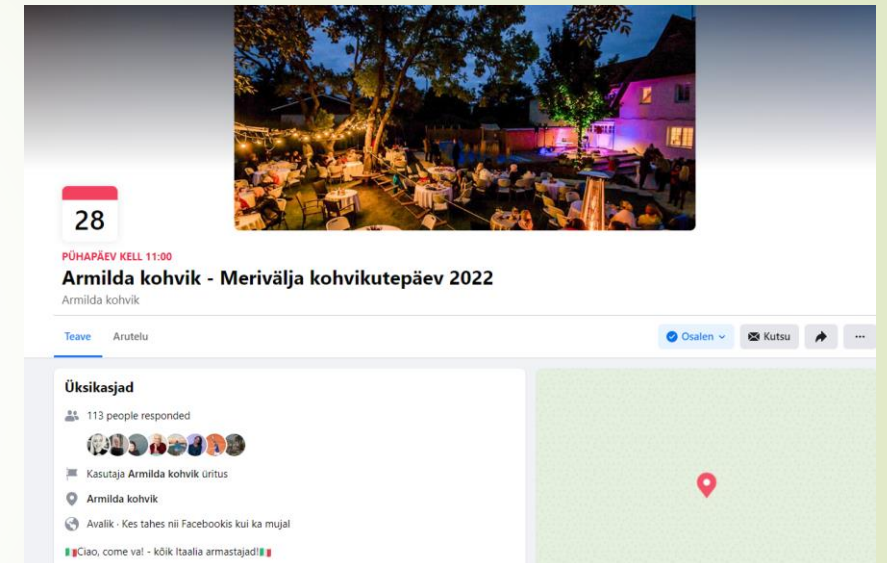 28
PÜHAPÄEV KELL 11:00
Armilda kohvik - Merivälja kohvikutepäev 2022
Armilda kohvik
Teave Arutelu Osalen Kutsu
Üksikasjad
113 people responded
Kasutaja Armilda kohvik üritus
Armilda kohvik
Avalik · Kes tahes nii Facebookis kui ka mujal
🇮🇹Ciao, come va! - kõik Itaalia armastajad!🇮🇹